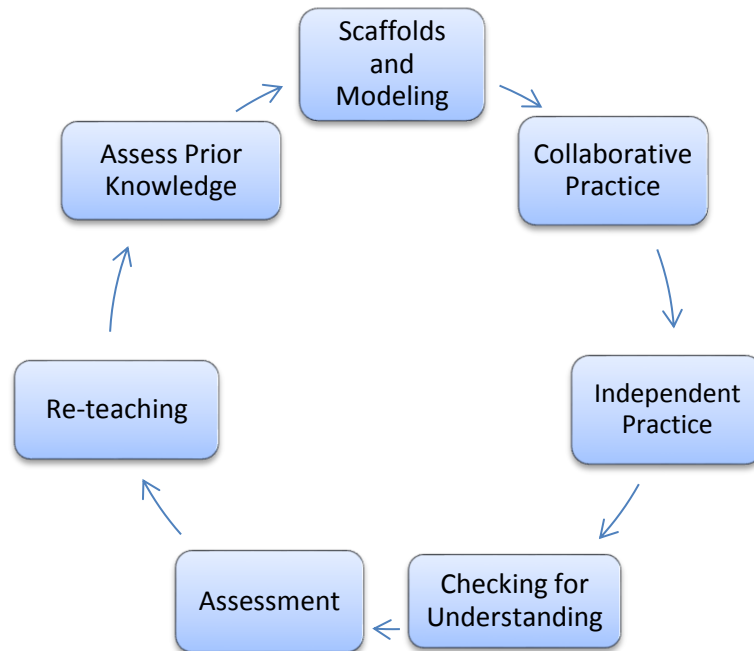 Scaffolds
and
Modeling
Collaborative
Practice
Independent
Practice
Checking for
Understanding
Assessment
Re-teaching
Assess Prior
Knowledge